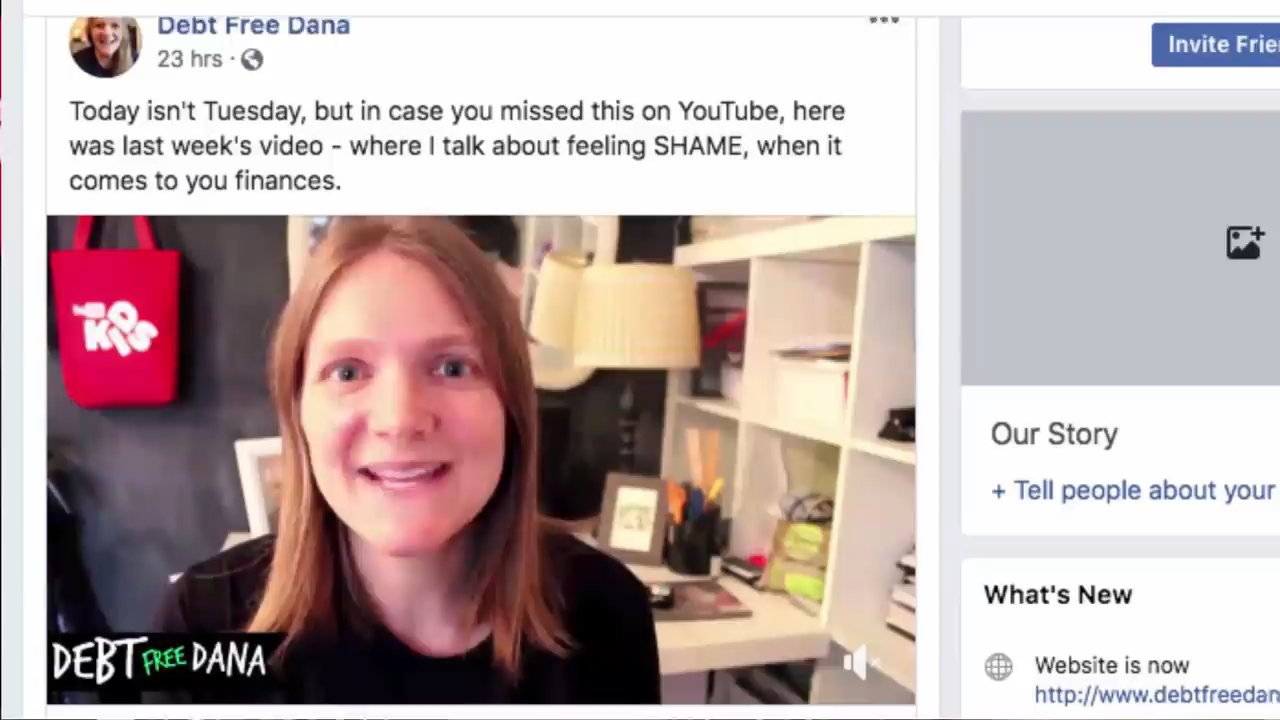 Debt Free Dana
23 hrs ·
Today isn't Tuesday, but in case you missed this on YouTube, here
was last week's video - where I talk about feeling SHAME, when it
comes to you finances.
KIDS
DEBT FREE DANA
Invite Frie
Our Story
+ Tell people about your
What's New
Website is now
http://www.debtfreedan